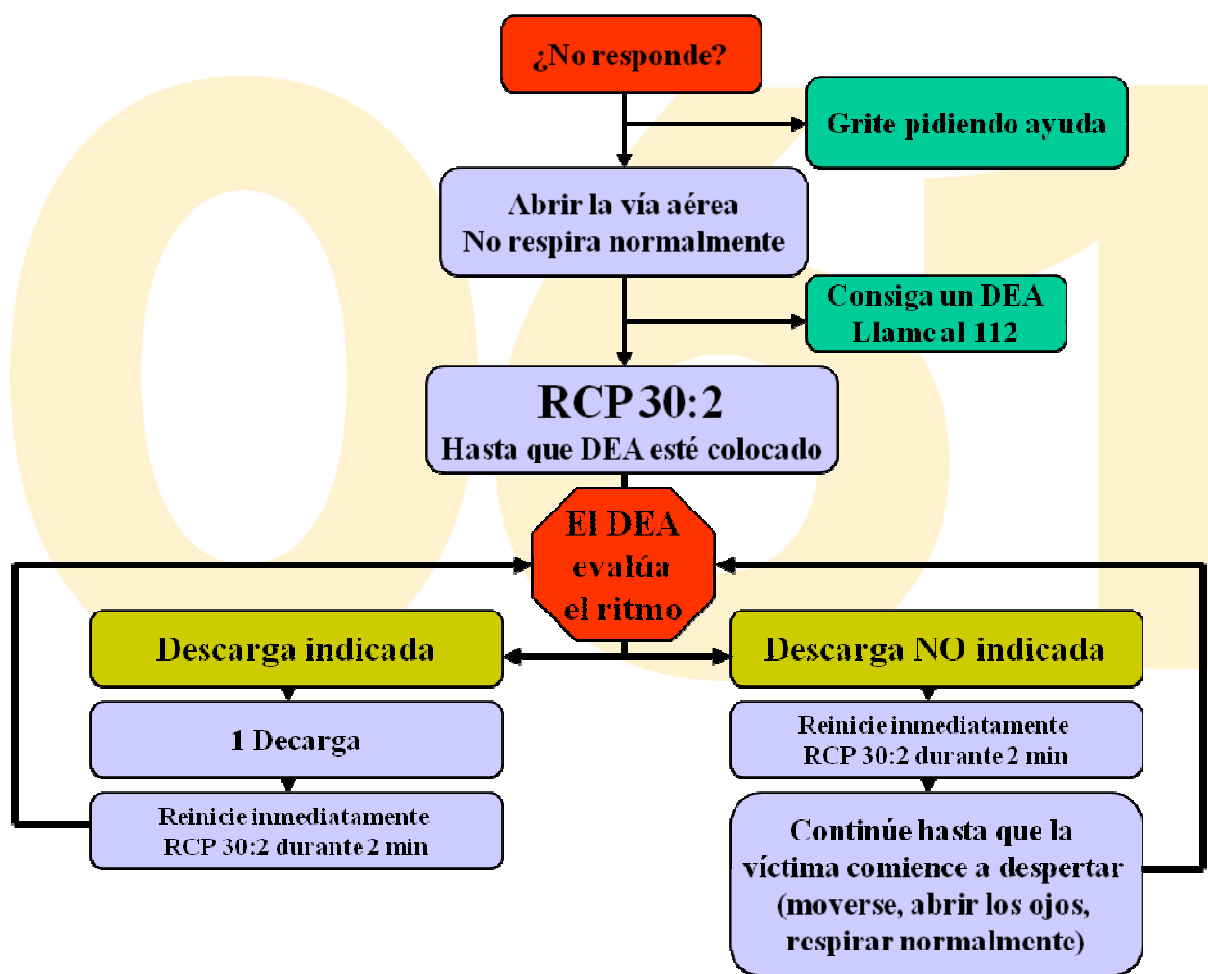 061
¿No responde?
Grite pidiendo ayuda
Abrir la vía aérea
No respira normalmente
Consiga un DEA
Llame al 112
RCP 30:2
Hasta que DEA esté colocado
El DEA
evalúa
el ritmo
Descarga indicada
1 Decarga
Reinicie inmediatamente
RCP 30:2 durante 2 min
Descarga NO indicada
Reinicie inmediatamente
RCP 30:2 durante 2 min
Continúe hasta que la
víctima comience a despertar
(moverse, abrir los ojos,
respirar normalmente)